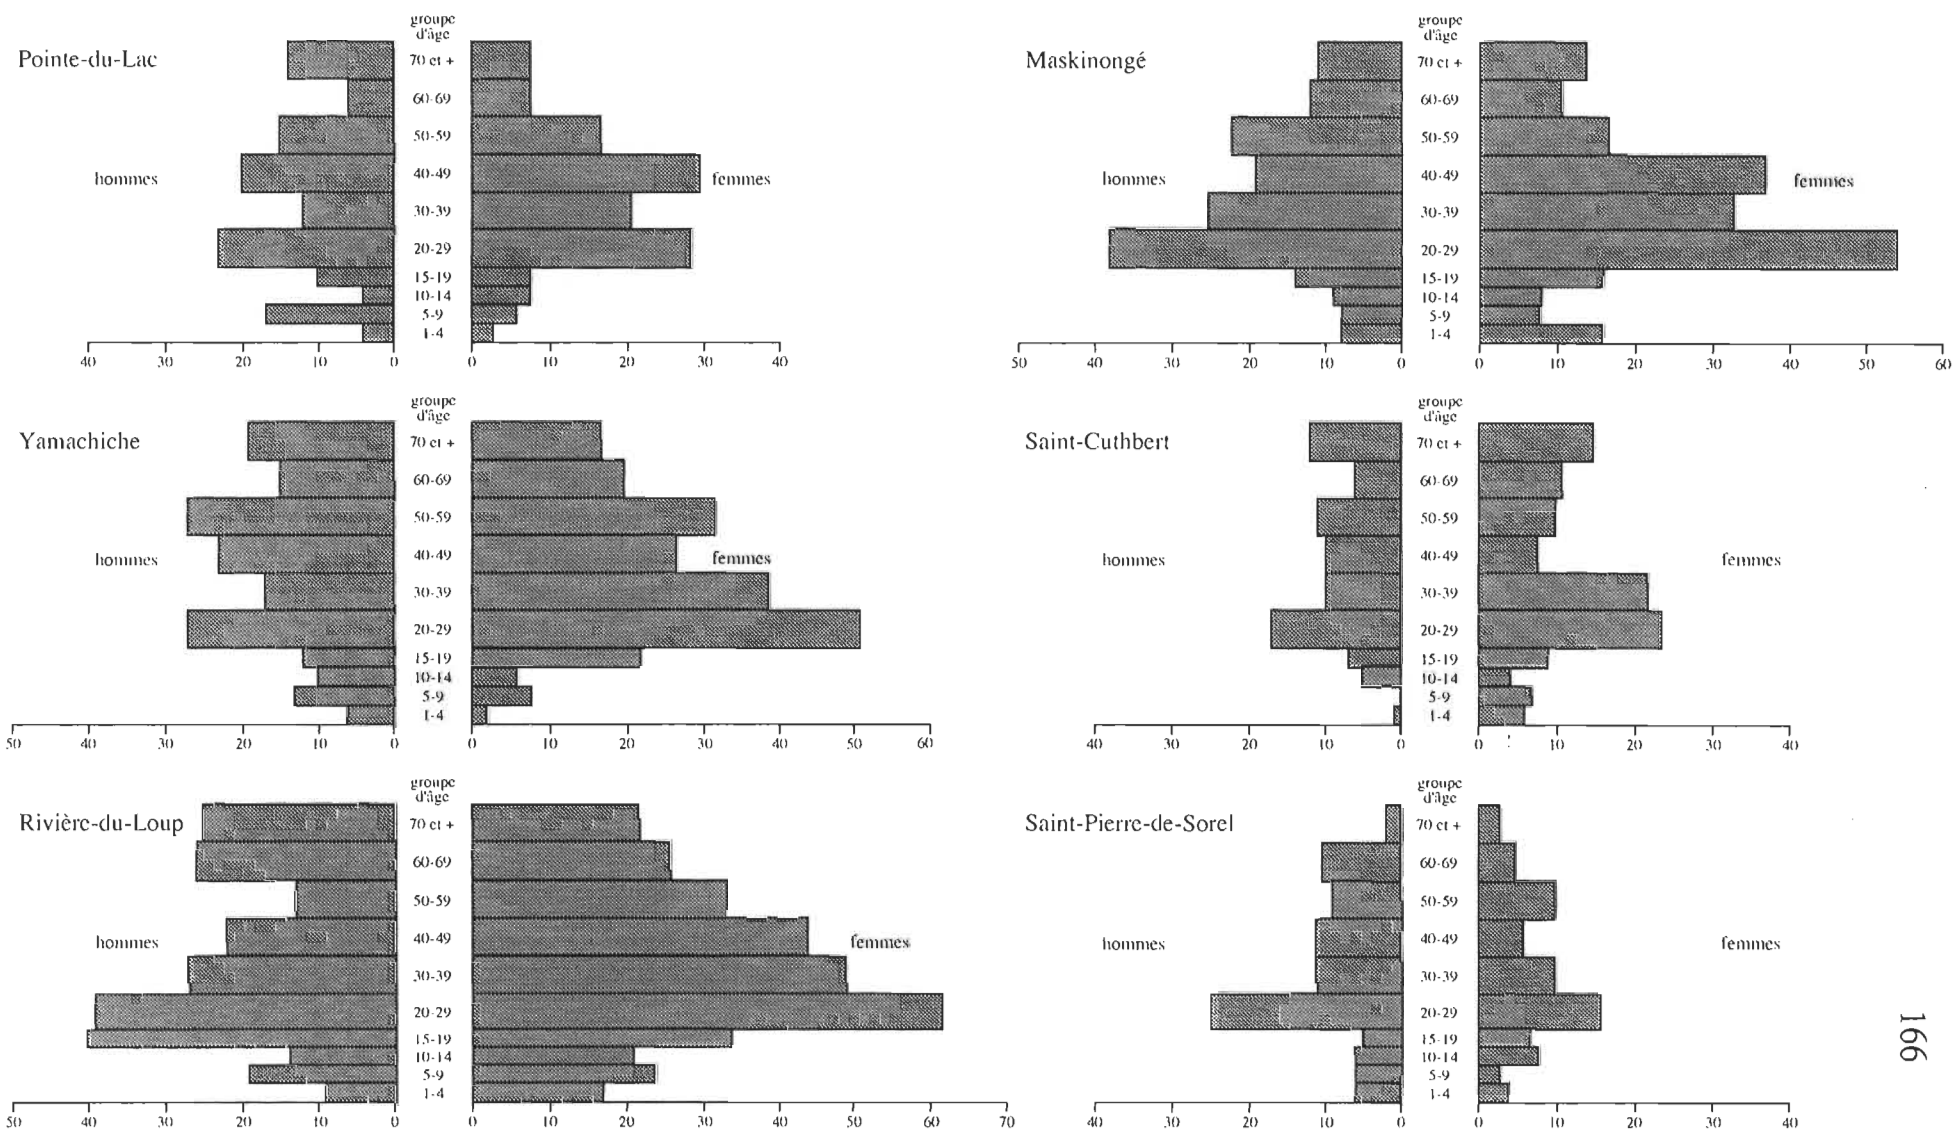 groupe
d'âge
Pointe-du-Lac
70 et +
60-69
50-59
hommes
40-49
femmes
30-39
20-29
15-19
10-14
5-9
1-4
40 30 20 10 0 0 10 20 30 40
groupe
d'âge
Maskinongé
70 et +
60-69
50-59
hommes
40-49
femmes
30-39
20-29
15-19
10-14
5-9
1-4
50 40 30 20 10 0 0 10 20 30 40 50 60
groupe
d'âge
Yamachiche
70 et +
60-69
50-59
hommes
40-49
femmes
30-39
20-29
15-19
10-14
5-9
1-4
50 40 30 20 10 0 0 10 20 30 40 50 60
groupe
d'âge
Saint-Cuthbert
70 et +
60-69
50-59
hommes
40-49
femmes
30-39
20-29
15-19
10-14
5-9
1-4
40 30 20 10 0 0 10 20 30 40
groupe
d'âge
Rivière-du-Loup
70 et +
60-69
50-59
hommes
40-49
femmes
30-39
20-29
15-19
10-14
5-9
1-4
50 40 30 20 10 0 0 10 20 30 40 50 60 70
groupe
d'âge
Saint-Pierre-de-Sorel
70 et +
60-69
50-59
hommes
40-49
femmes
30-39
20-29
15-19
10-14
5-9
1-4
40 30 20 10 0 0 10 20 30 40
166